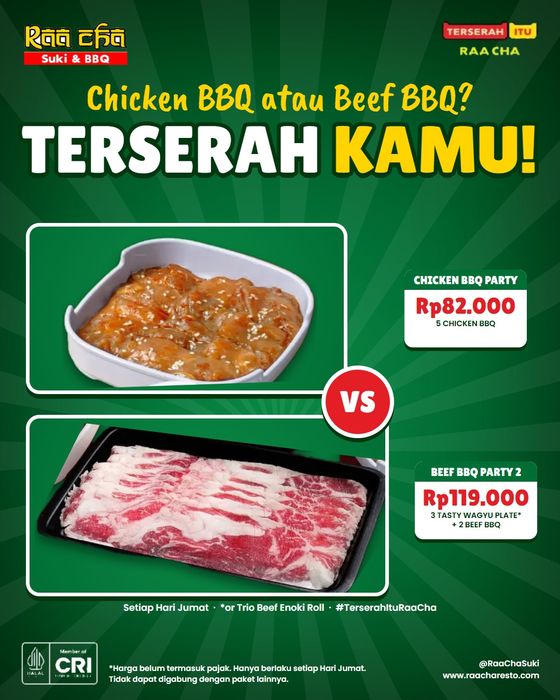 Raa cha
Suki & BBQ
TERSERAH ITU
RAA CHA
Chicken BBQ atau Beef BBQ?
TERSERAH KAMU!
CHICKEN BBQ PARTY
Rp82.000
5 CHICKEN BBQ
VS
BEEF BBQ PARTY 2
Rp119.000
3 TASTY WAGYU PLATE*
+ 2 BEEF BBQ
Setiap Hari Jumat · *or Trio Beef Enoki Roll · #TerserahItuRaaCha
HALAL
Member of
CRI
*Harga belum termasuk pajak. Hanya berlaku setiap Hari Jumat.
Tidak dapat digabung dengan paket lainnya.
@RaaChaSuki
www.raacharesto.com